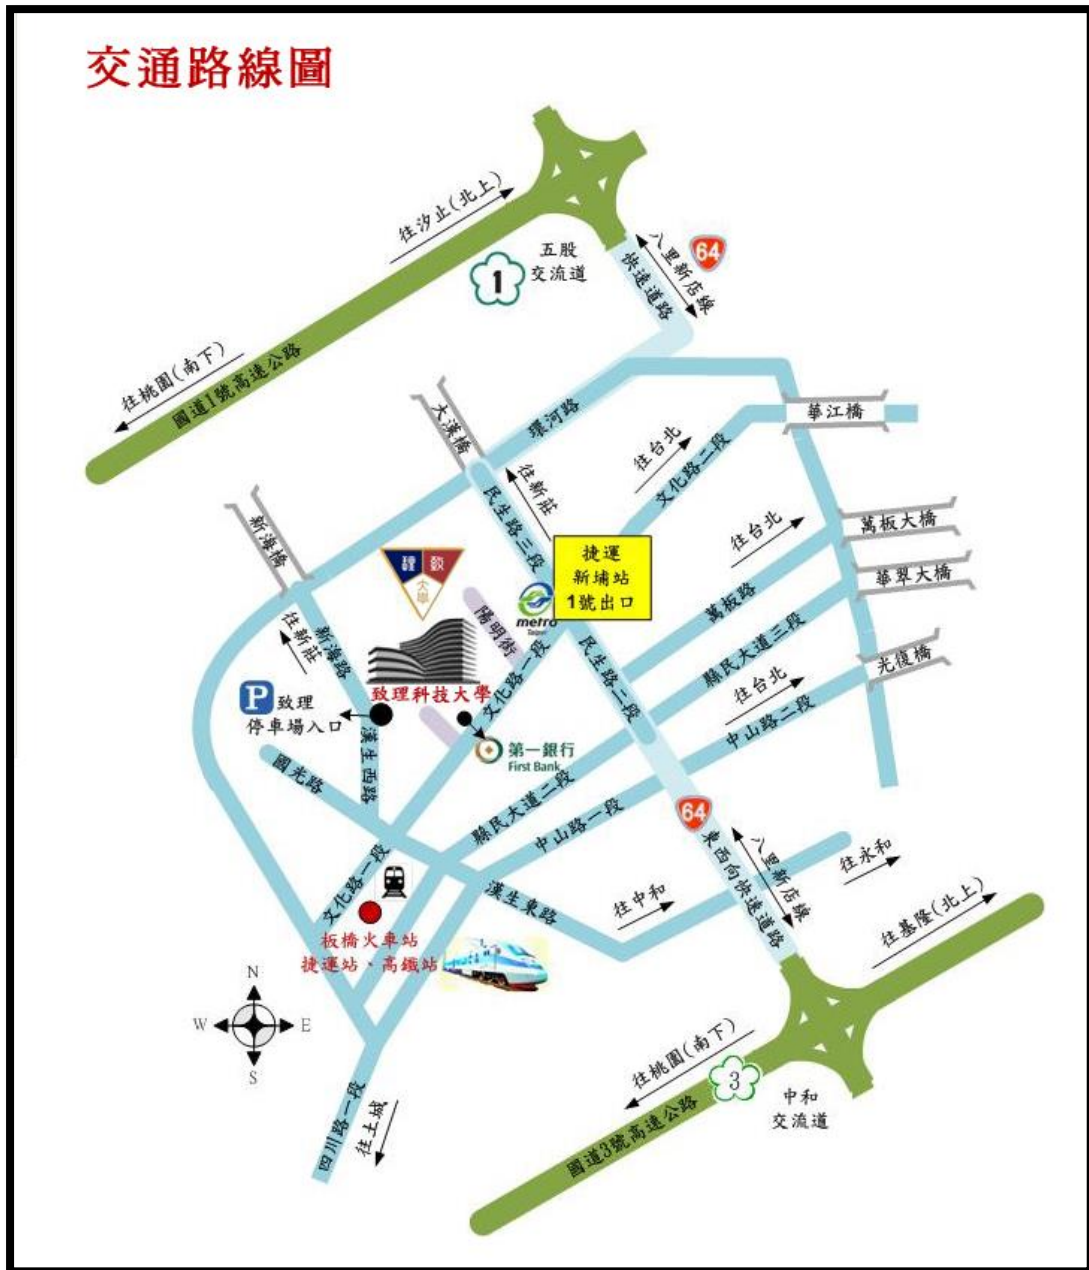 交通路線圖
往汐止(北上)
五股
交流道
1
64
八里新店線
快速道路
往桃園(南下)
國道1號高速公路
大漢橋
環河路
華江橋
往台北
文化路二段
往新莊
民生路三段
新海橋
萬板大橋
往台北
華翠大橋
捷運
新埔站
1號出口
致
理
大學
metro
Taipei
陽明街
萬板路
縣民大道三段
光復橋
往新莊
新海路
文化路一段
民生路二段
往台北
中山路二段
致理科技大學
P
致理
停車場入口
漢生西路
第一銀行
First Bank
國光路
縣民大道二段
中山路一段
64
八里新店線
東西向快速道路
往永和
文化路一段
漢生東路
往中和
往基隆(北上)
板橋火車站
捷運站、高鐵站
N
W
E
S
往桃園(南下)
3
中和
交流道
國道3號高速公路
四川路一段
往土城